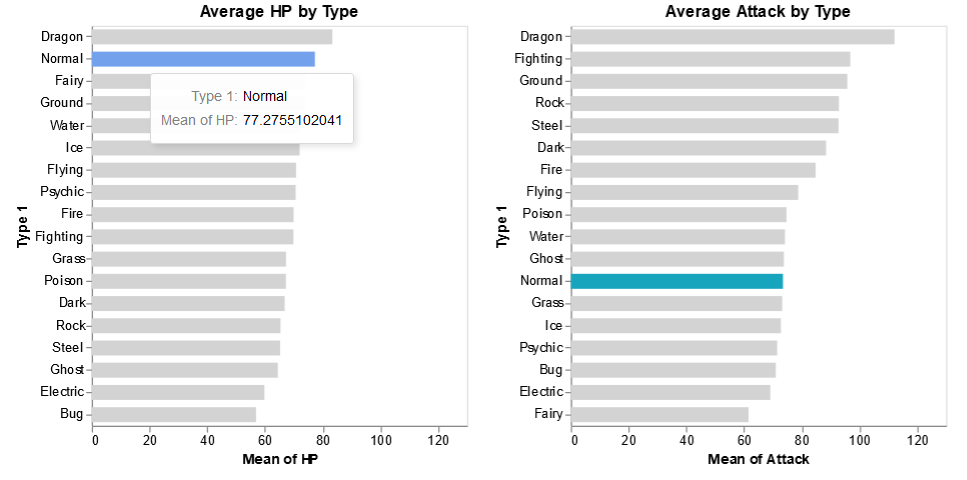 Average HP by Type
Dragon
Normal
Fairy
Ground
Water
Ice
Flying
Psychic
Fire
Fighting
Grass
Poison
Dark
Rock
Steel
Ghost
Electric
Bug
Type 1
Type 1: Normal
Mean of HP: 77.2755102041
0 20 40 60 80 100 120
Mean of HP
Average Attack by Type
Dragon
Fighting
Ground
Rock
Steel
Dark
Fire
Flying
Poison
Water
Ghost
Normal
Grass
Ice
Psychic
Bug
Electric
Fairy
Type 1
0 20 40 60 80 100 120
Mean of Attack